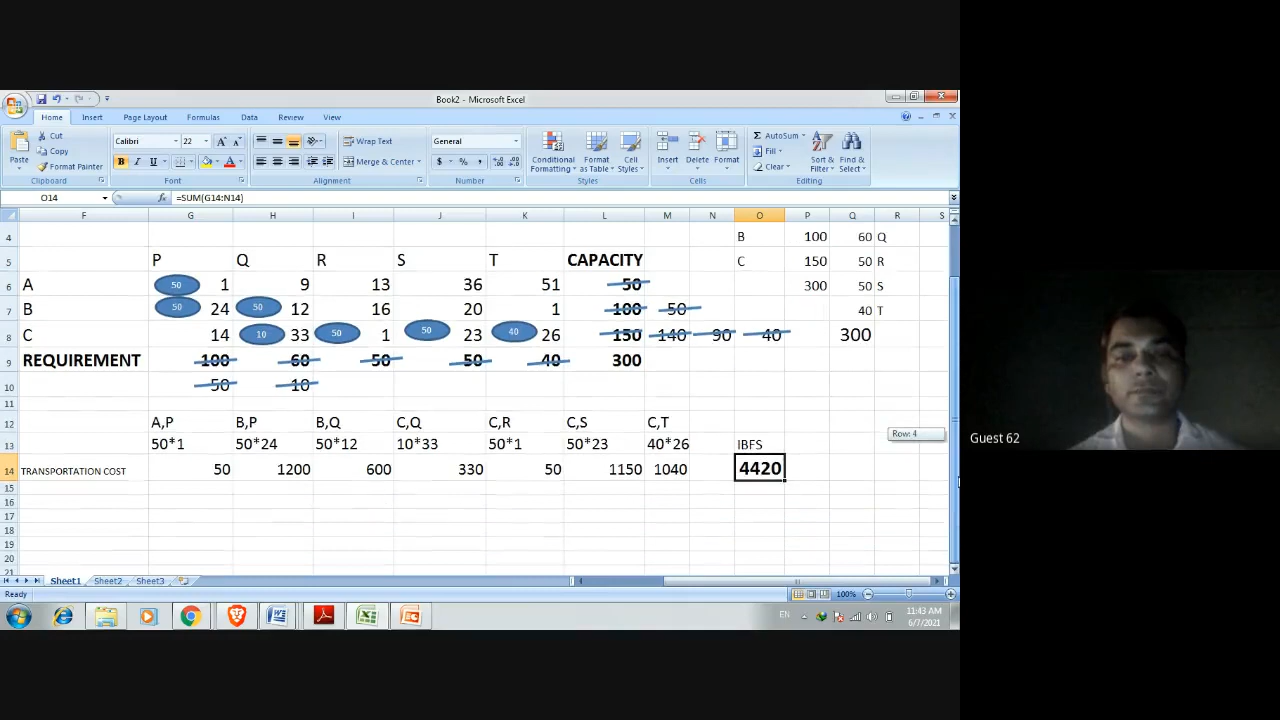 Book2 - Microsoft Excel
Home Insert Page Layout Formulas Data Review View
Cut
Copy
Format Painter
Paste
Clipboard
Calibri 22
Font
Wrap Text
Merge & Center
Alignment
General
Number
Conditional Formatting
Format as Table
Cell Styles
Styles
Insert Delete Format
Cells
AutoSum
Fill
Clear
Sort & Filter
Find & Select
Editing
O14 =SUM(G14:N14)
F G H I J K L M N O P Q R S
4 B 100 60 Q
5 P Q R S T CAPACITY C 150 50 R
6 A 50 1 9 13 36 51 50 300 50 S
7 B 50 24 50 12 16 20 1 100 50 40 T
8 C 14 10 33 50 1 50 23 40 26 150 140 90 40 300
9 REQUIREMENT 100 60 50 50 40 300
10 50 10
11
12 A,P B,P B,Q C,Q C,R C,S C,T
13 50*1 50*24 50*12 10*33 50*1 50*23 40*26 IBFS
14 TRANSPORTATION COST 50 1200 600 330 50 1150 1040 4420
15
16
17
18
19
20
21
Row: 4
Sheet1 Sheet2 Sheet3
Ready 100%
EN 11:43 AM
6/7/2021
Guest 62